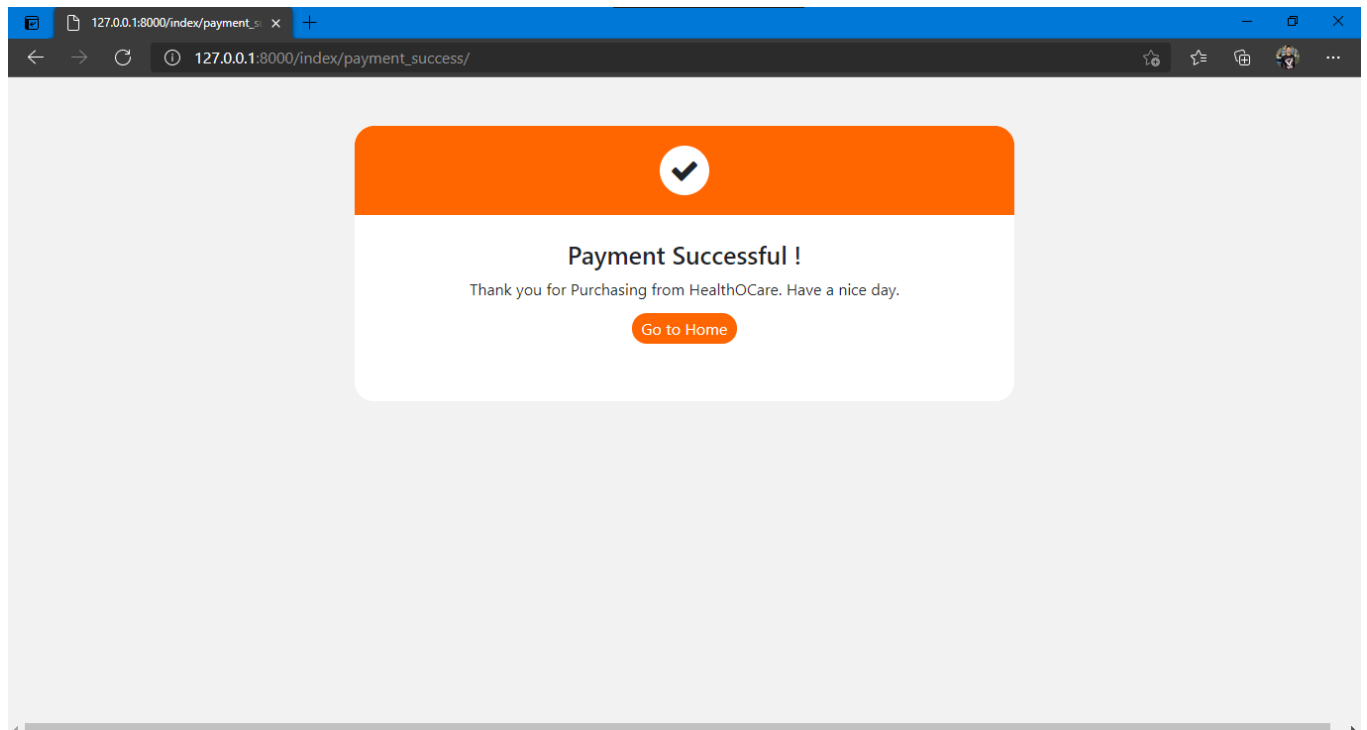 127.0.0.1:8000/index/payment_s
127.0.0.1:8000/index/payment_success/
Payment Successful !
Thank you for Purchasing from HealthOCare. Have a nice day.
Go to Home